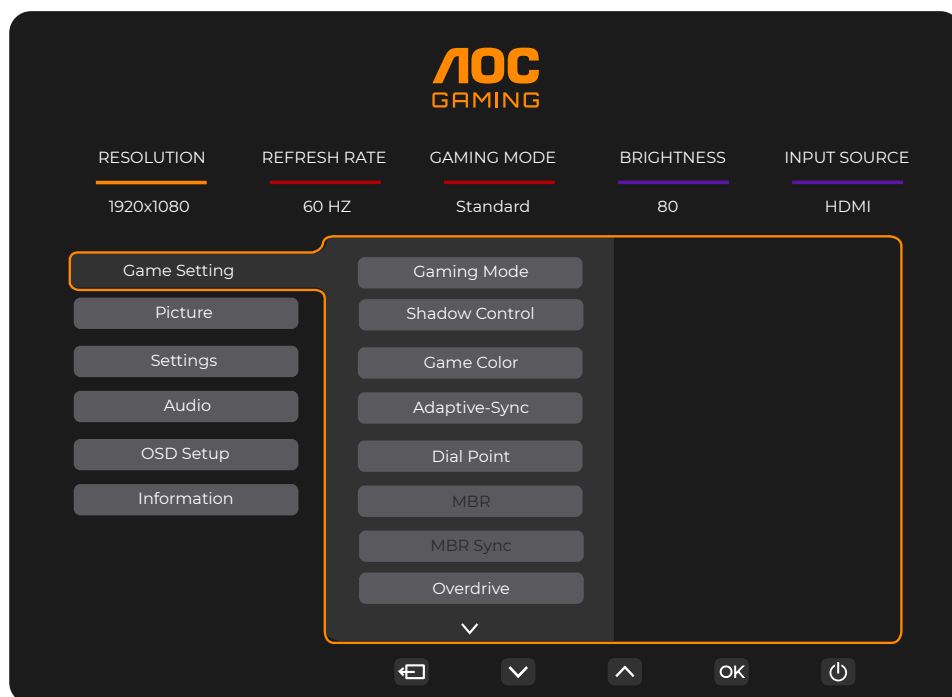 AOC
GAMING
RESOLUTION REFRESH RATE GAMING MODE BRIGHTNESS INPUT SOURCE
1920x1080 60 HZ Standard 80 HDMI
Game Setting
Picture
Settings
Audio
OSD Setup
Information
Gaming Mode
Shadow Control
Game Color
Adaptive-Sync
Dial Point
MBR
MBR Sync
Overdrive
OK